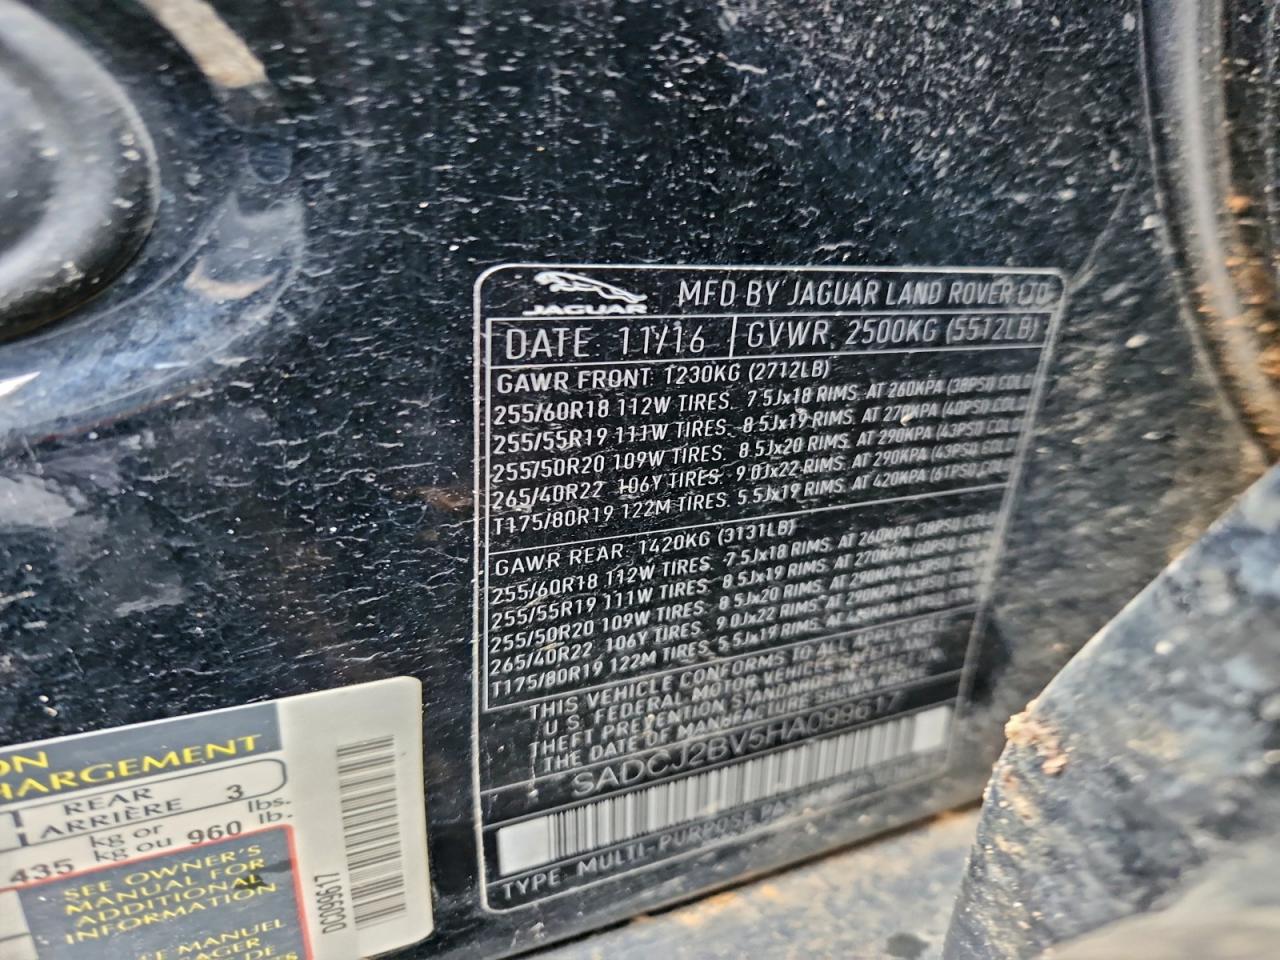 JAGUAR MFD BY JAGUAR LAND ROVER LTD
DATE: 11/16 GVWR: 2500KG (5512LB)
GAWR FRONT: 1230KG (2712LB)
255/60R18 112W TIRES. 7.5Jx18 RIMS. AT 260KPA (38PSI) COLD
255/55R19 111W TIRES. 8.5Jx19 RIMS. AT 270KPA (40PSI) COLD
255/50R20 109W TIRES. 8.5Jx20 RIMS. AT 290KPA (43PSI) COLD
265/40R22 106Y TIRES. 9.0Jx22 RIMS. AT 290KPA (43PSI) COLD
T175/80R19 122M TIRES. 5.5Jx19 RIMS. AT 420KPA (61PSI) COLD
GAWR REAR: 1420KG (3131LB)
255/60R18 112W TIRES. 7.5Jx18 RIMS. AT 260KPA (38PSI) COLD
255/55R19 111W TIRES. 8.5Jx19 RIMS. AT 270KPA (40PSI) COLD
255/50R20 109W TIRES. 8.5Jx20 RIMS. AT 290KPA (43PSI) COLD
265/40R22 106Y TIRES. 9.0Jx22 RIMS. AT 290KPA (43PSI)
T175/80R19 122M TIRES. 5.5Jx19 RIMS. AT
THIS VEHICLE CONFORMS TO ALL APPLICABLE
U.S. FEDERAL MOTOR VEHICLE SAFETY AND
THEFT PREVENTION STANDARDS IN EFFECT ON
THE DATE OF MANUFACTURE SHOWN ABOVE
SADCJ2BV5HA099617
TYPE: MULTI-PURPOSE
ON
HARGEMENT
REAR 3
ARRIÈRE
435 kg or 960 lbs.
kg ou lb.
SEE OWNER'S
MANUAL FOR
ADDITIONAL
INFORMATION
MANUEL
DE
00099617